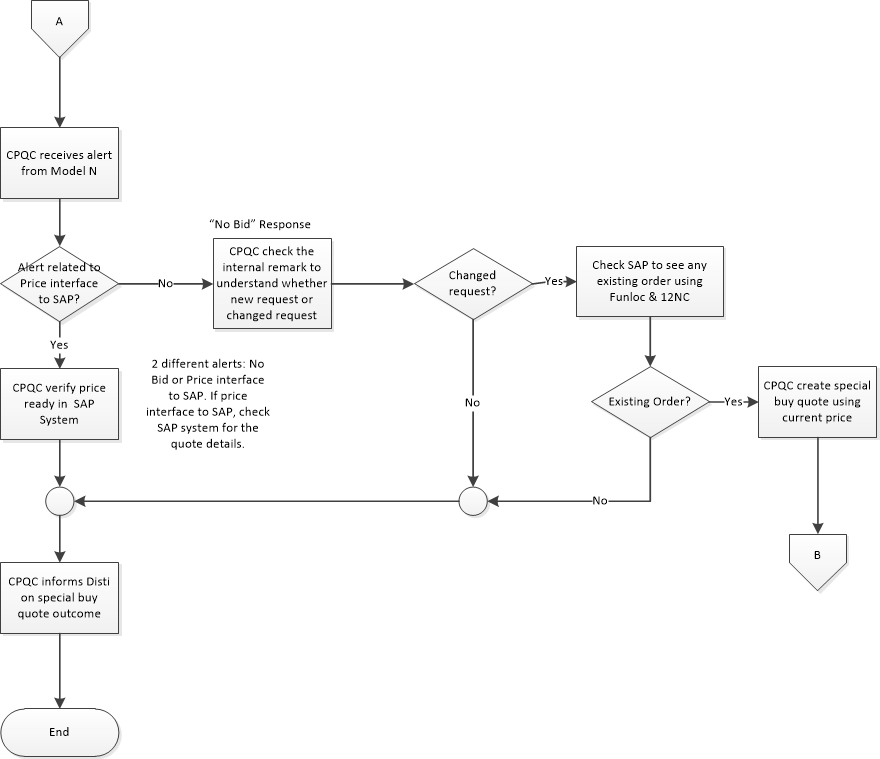 A
CPQC receives alert
from Model N
Alert related to
Price interface
to SAP?
No
"No Bid" Response
CPQC check the
internal remark to
understand whether
new request or
changed request
Changed
request?
Yes
Check SAP to see any
existing order using
Funloc & 12NC
Yes
CPQC verify price
ready in SAP
System
2 different alerts: No
Bid or Price interface
to SAP. If price
interface to SAP, check
SAP system for the
quote details.
No
Existing Order?
Yes
CPQC create special
buy quote using
current price
No
B
CPQC informs Disti
on special buy
quote outcome
End